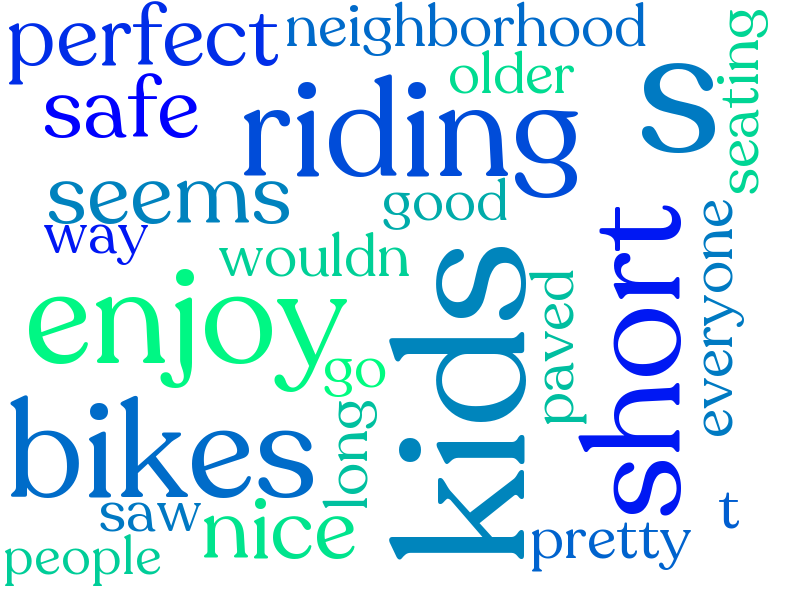 perfect
neighborhood
seating
older
s
safe
riding
seems
good
way
wouldn
everyone
short
kids
enjoy
paved
go
bikes
long
saw
nice
t
pretty
people